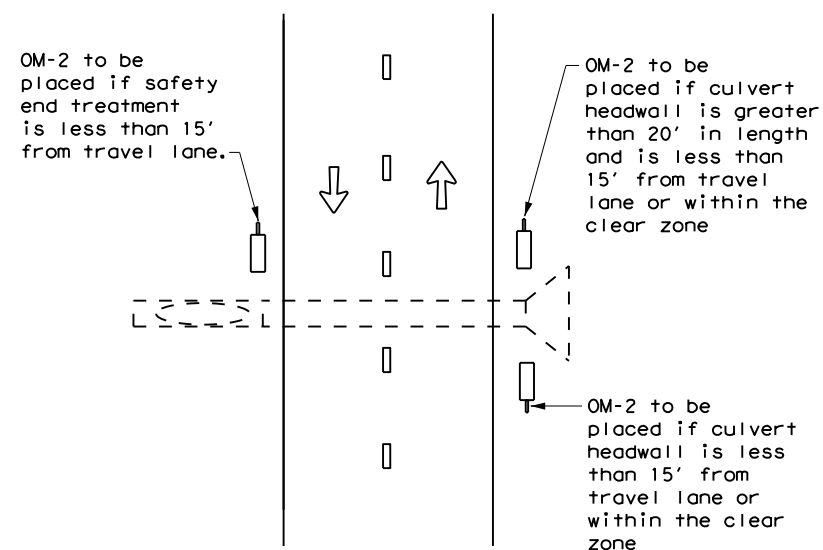 OM-2 to be
placed if safety
end treatment
is less than 15'
from travel lane.
OM-2 to be
placed if culvert
headwall is greater
than 20' in length
and is less than
15' from travel
lane or within the
clear zone
OM-2 to be
placed if culvert
headwall is less
than 15' from
travel lane or
within the clear
zone